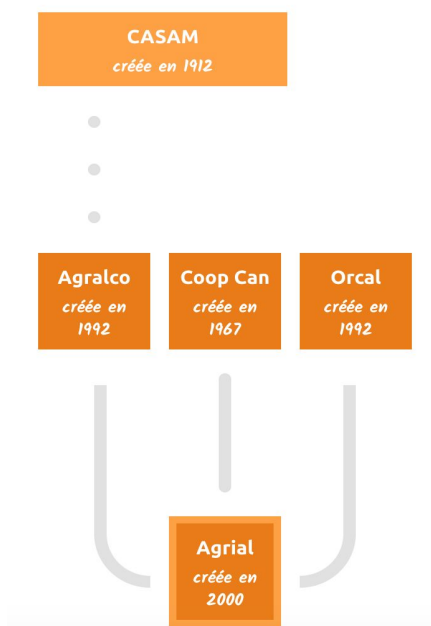 CASAM
créée en 1912
Agralco
créée en
1992
Coop Can
créée en
1967
Orcal
créée en
1992
Agrial
créée en
2000